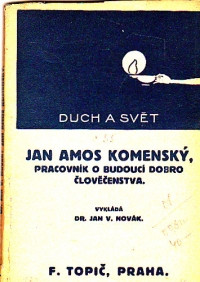 DUCH A SVĚT
JAN AMOS KOMENSKÝ,
PRACOVNÍK O BUDOUCÍ DOBRO
ČLOVĚČENSTVA.
VYKLÁDÁ
DR. JAN V. NOVÁK.
F. TOPIČ, PRAHA.